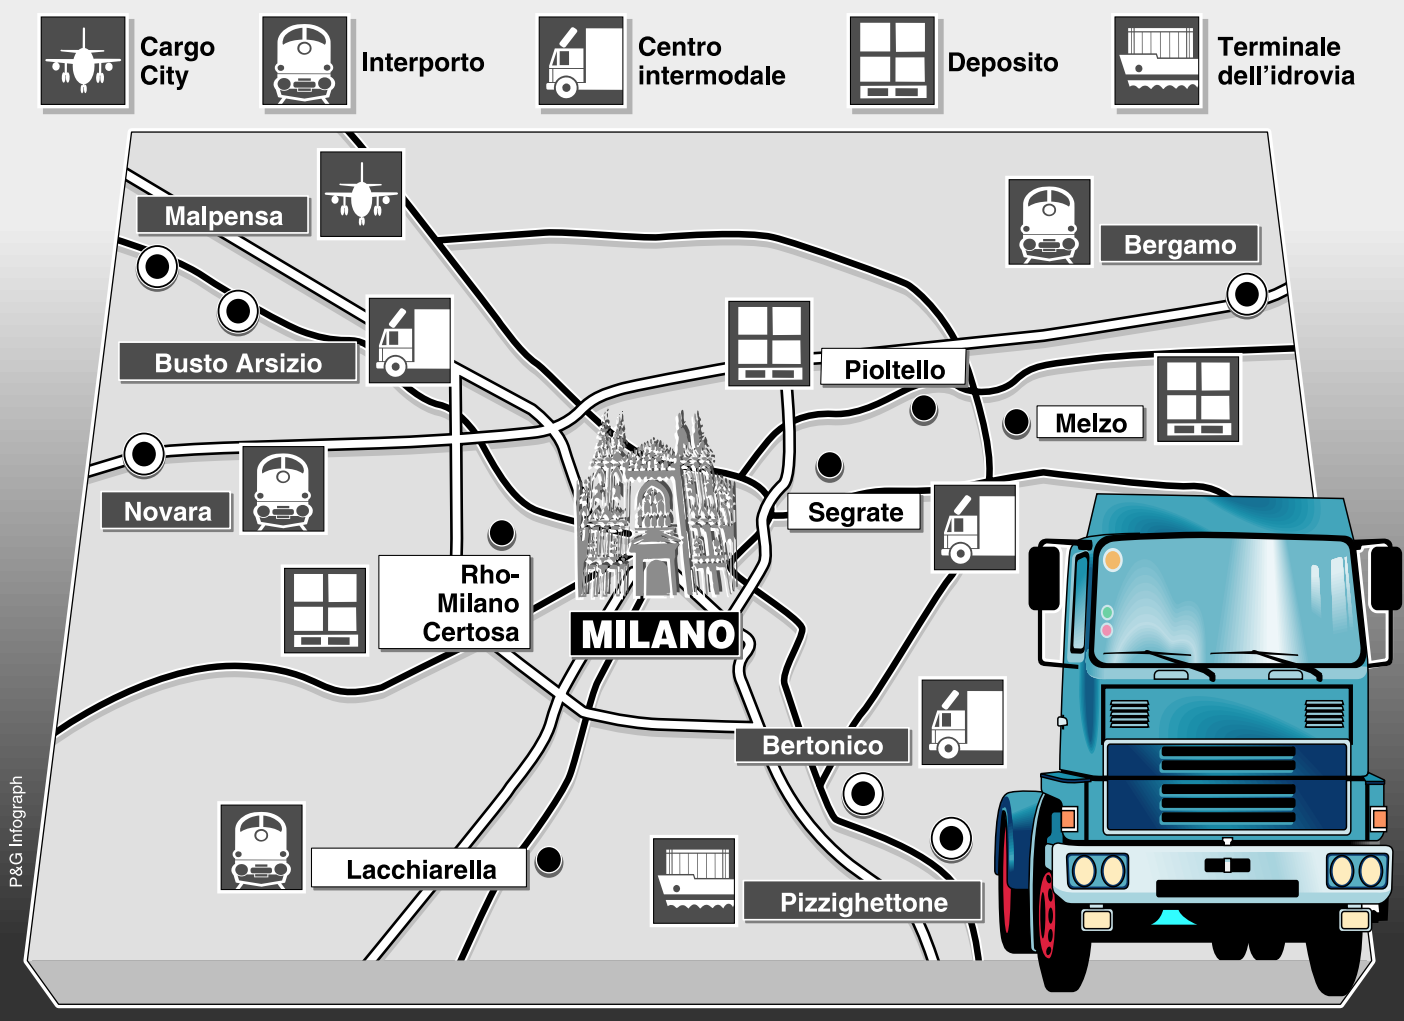 Cargo
City
Interporto
Centro
intermodale
Deposito
Terminale
dell'idrovia
Malpensa
Bergamo
Busto Arsizio
Pioltello
Melzo
Novara
Segrate
Rho-
Milano
Certosa
MILANO
Bertonico
Lacchiarella
Pizzighettone
P&G Infograph